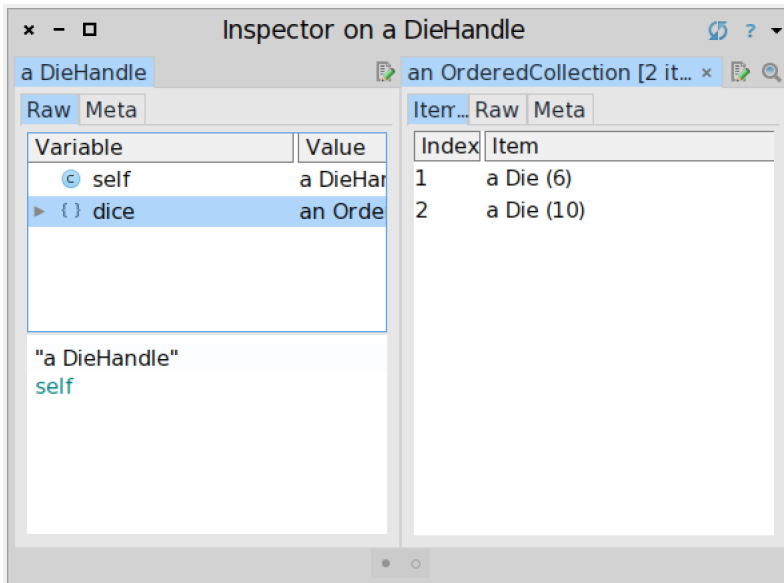 Inspector on a DieHandle
?
a DieHandle
an OrderedCollection [2 it...
Raw Meta
Variable Value
self a DieHar
{ } dice an Orde
"a DieHandle"
self
Item... Raw Meta
Index Item
1 a Die (6)
2 a Die (10)